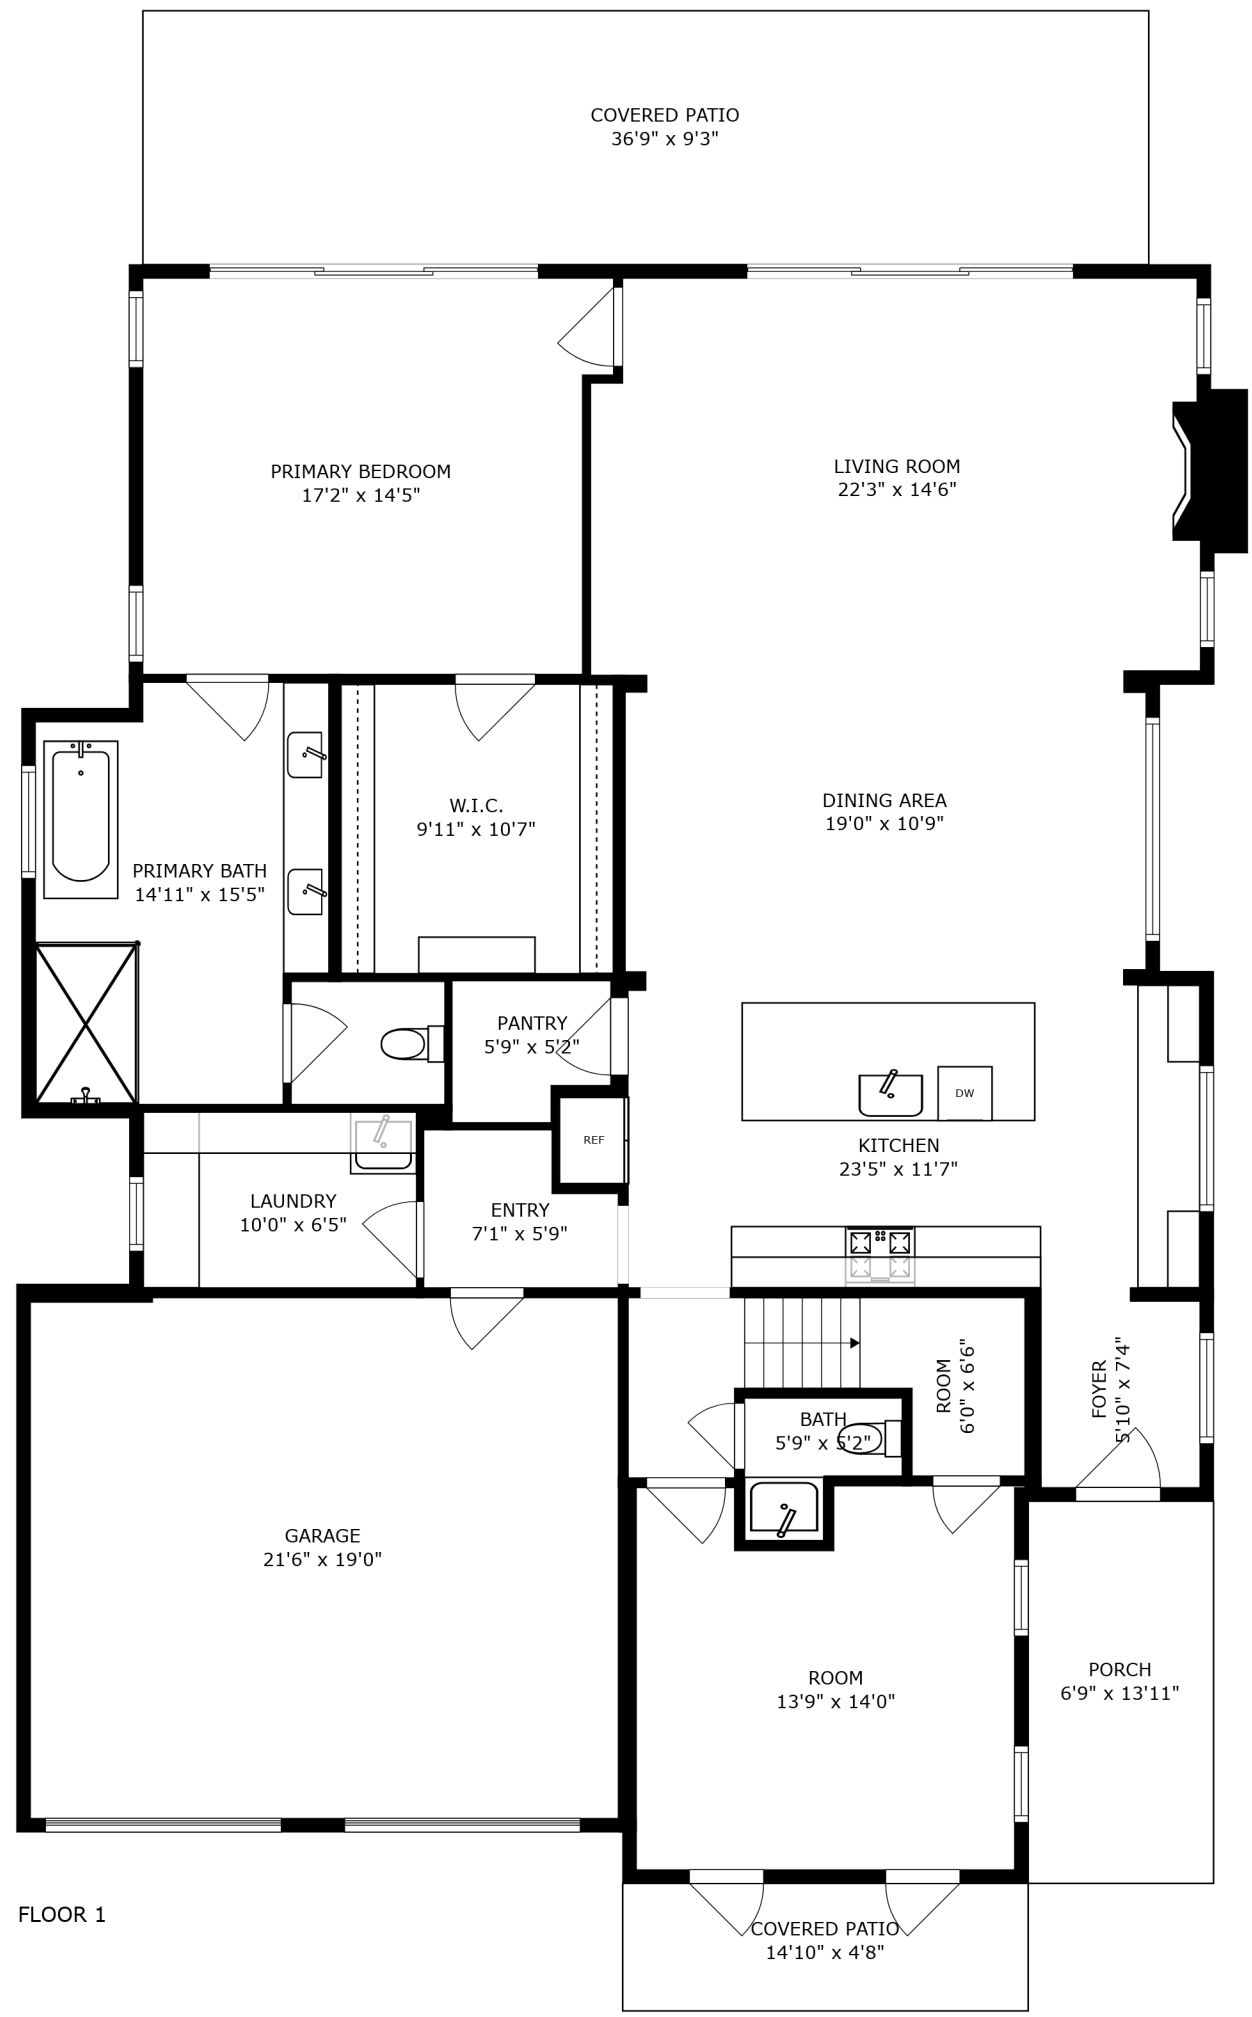 COVERED PATIO
36'9" x 9'3"
PRIMARY BEDROOM
17'2" x 14'5"
LIVING ROOM
22'3" x 14'6"
W.I.C.
9'11" x 10'7"
DINING AREA
19'0" x 10'9"
PRIMARY BATH
14'11" x 15'5"
PANTRY
5'9" x 5'2"
DW
REF
KITCHEN
23'5" x 11'7"
LAUNDRY
10'0" x 6'5"
ENTRY
7'1" x 5'9"
ROOM
6'0" x 6'6"
FOYER
5'10" x 7'4"
BATH
5'9" x 5'2"
GARAGE
21'6" x 19'0"
ROOM
13'9" x 14'0"
PORCH
6'9" x 13'11"
FLOOR 1
COVERED PATIO
14'10" x 4'8"